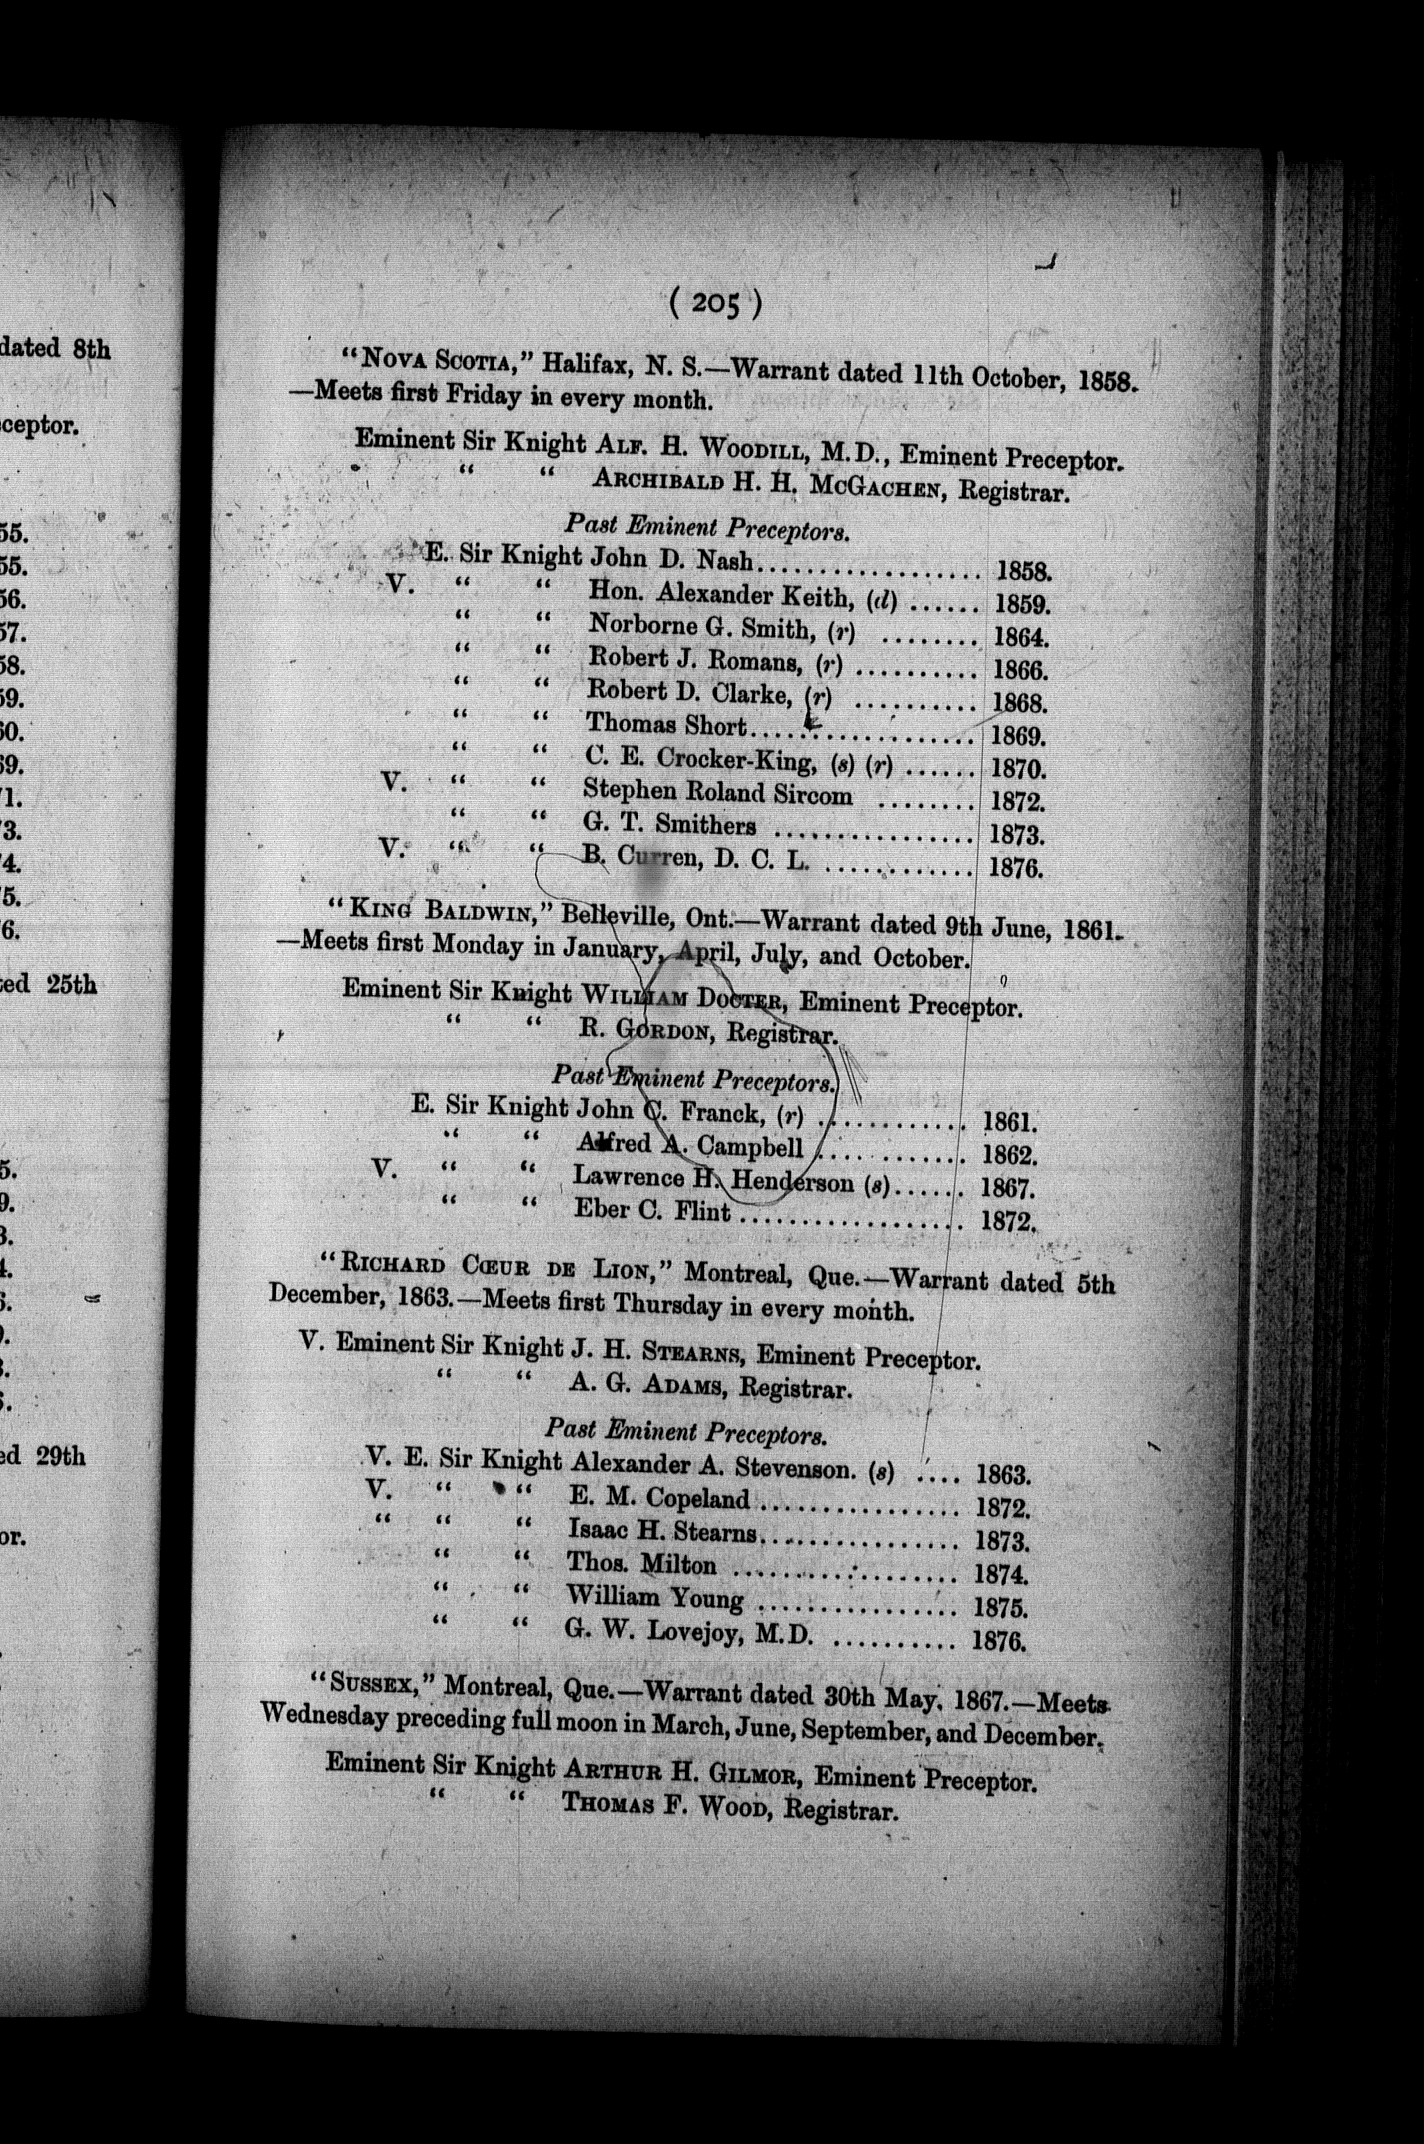 ( 205 )
“NOVA SCOTIA,” Halifax, N. S.—Warrant dated 11th October, 1858.
—Meets first Friday in every month.
Eminent Sir Knight ALF. H. WOODILL, M.D., Eminent Preceptor.
“ “ ARCHIBALD H. H. MCGACHEN, Registrar.
Past Eminent Preceptors.
E. Sir Knight John D. Nash.................. 1858.
V. “ “ Hon. Alexander Keith, (d) ...... 1859.
“ “ Norborne G. Smith, (r) ........ 1864.
“ “ Robert J. Romans, (r) .......... 1866.
“ “ Robert D. Clarke, (r) .......... 1868.
“ “ Thomas Short.................. 1869.
“ “ C. E. Crocker-King, (s) (r) ...... 1870.
V. “ “ Stephen Roland Sircom ........ 1872.
“ “ G. T. Smithers ................ 1873.
V. “ “ B. Curren, D. C. L. ............ 1876.
“KING BALDWIN,” Belleville, Ont.—Warrant dated 9th June, 1861.
—Meets first Monday in January, April, July, and October.
Eminent Sir Knight WILLIAM DOCTER, Eminent Preceptor.
“ “ R. GORDON, Registrar.
Past Eminent Preceptors.
E. Sir Knight John C. Franck, (r) ............ 1861.
“ “ Alfred A. Campbell ............ 1862.
V. “ “ Lawrence H. Henderson (s)...... 1867.
“ “ Eber C. Flint .................. 1872.
“RICHARD CŒUR DE LION,” Montreal, Que.—Warrant dated 5th
December, 1863.—Meets first Thursday in every month.
V. Eminent Sir Knight J. H. STEARNS, Eminent Preceptor.
“ “ A. G. ADAMS, Registrar.
Past Eminent Preceptors.
V. E. Sir Knight Alexander A. Stevenson. (s) .... 1863.
V. “ “ E. M. Copeland ................ 1872.
“ “ “ Isaac H. Stearns................ 1873.
“ “ Thos. Milton .................. 1874.
“ “ William Young ................ 1875.
“ “ G. W. Lovejoy, M.D. .......... 1876.
“SUSSEX,” Montreal, Que.—Warrant dated 30th May, 1867.—Meets
Wednesday preceding full moon in March, June, September, and December.
Eminent Sir Knight ARTHUR H. GILMOR, Eminent Preceptor.
“ “ THOMAS F. WOOD, Registrar.